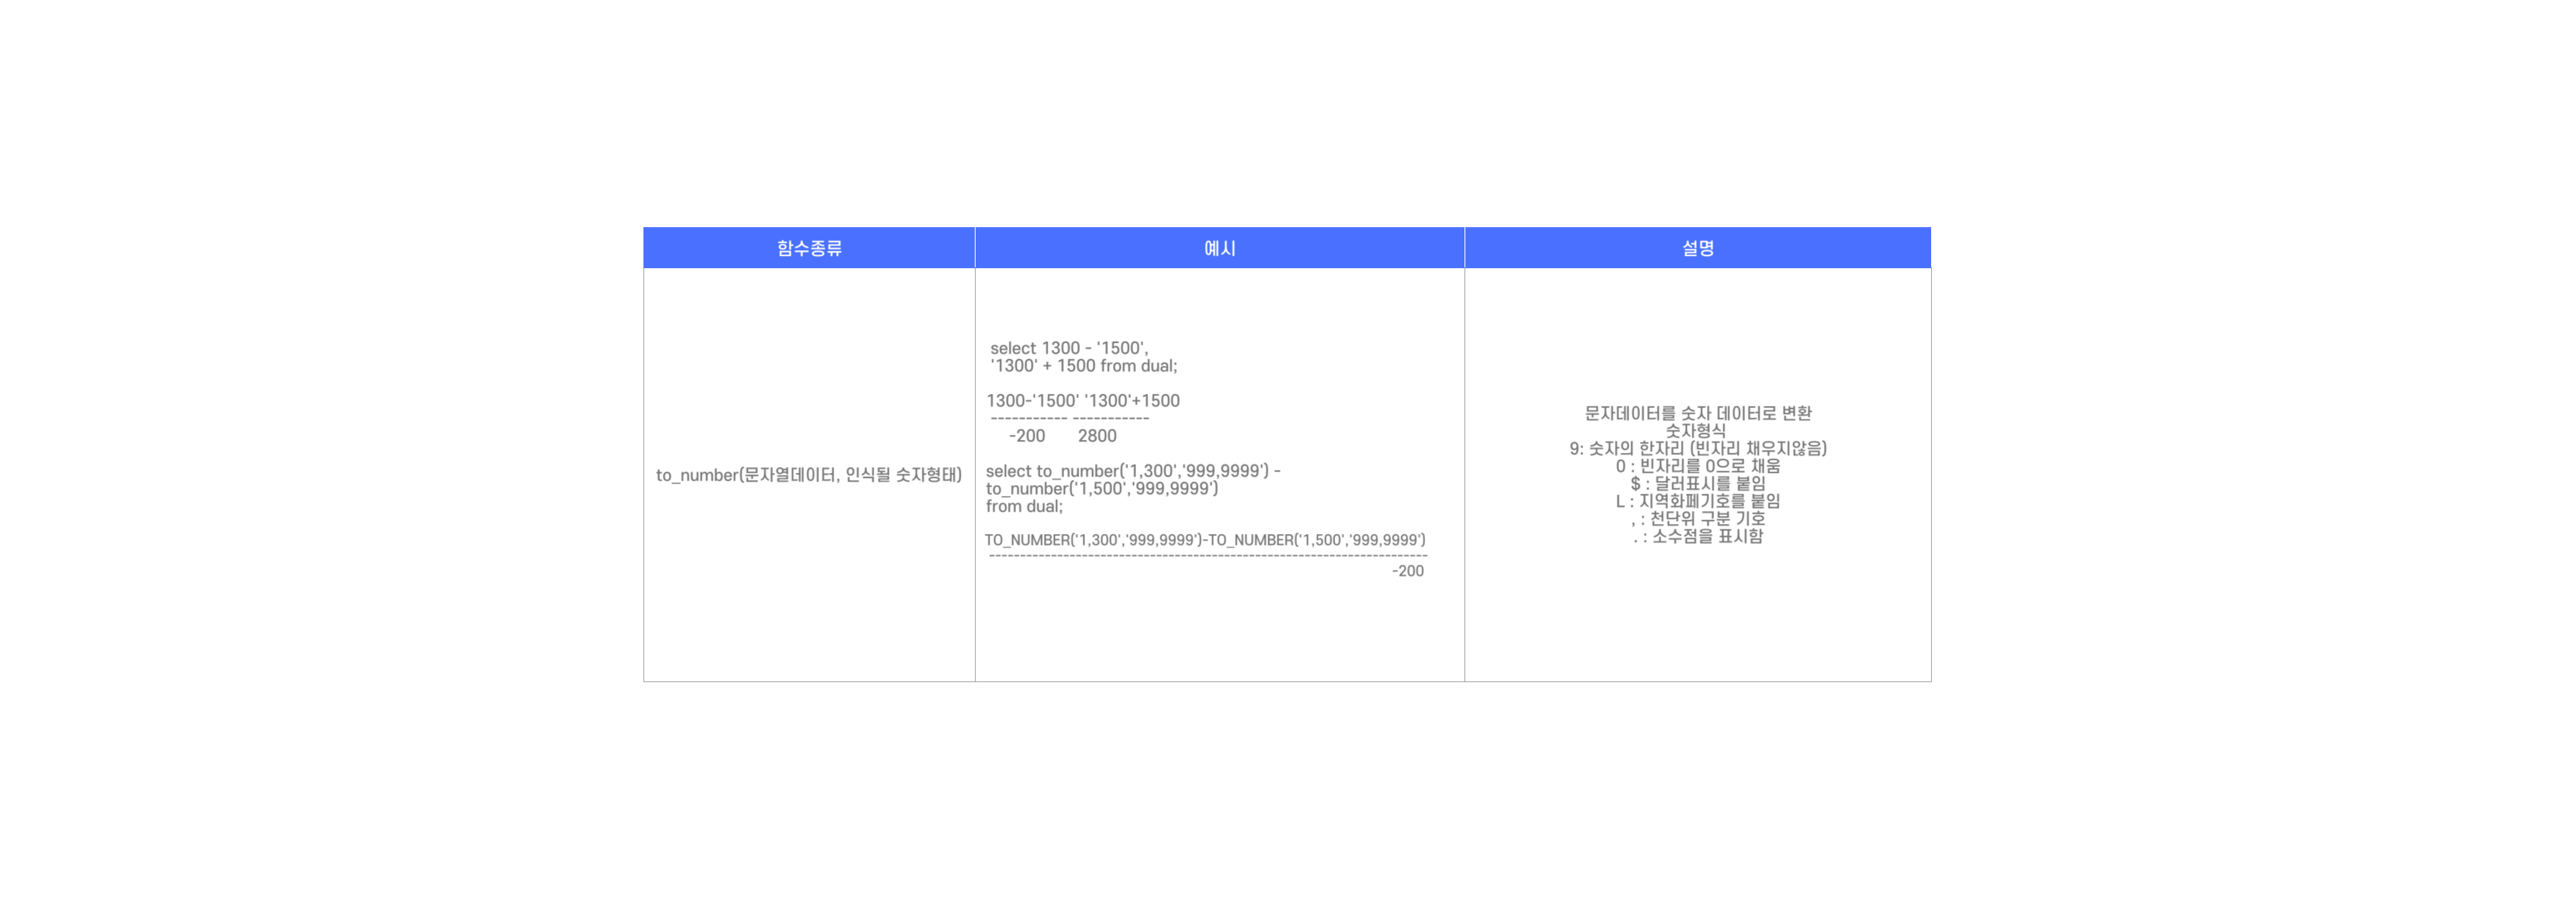 함수종류
예시
설명
to_number(문자열데이터, 인식될 숫자형태)
select 1300 - '1500',
'1300' + 1500 from dual;
1300-'1500' '1300'+1500
----------- -----------
-200 2800
select to_number('1,300','999,9999') -
to_number('1,500','999,9999')
from dual;
TO_NUMBER('1,300','999,9999')-TO_NUMBER('1,500','999,9999')
-----------------------------------------------------------------------
-200
문자데이터를 숫자 데이터로 변환
숫자형식
9: 숫자의 한자리 (빈자리 채우지않음)
0 : 빈자리를 0으로 채움
$ : 달러표시를 붙임
L : 지역화폐기호를 붙임
, : 천단위 구분 기호
. : 소수점을 표시함